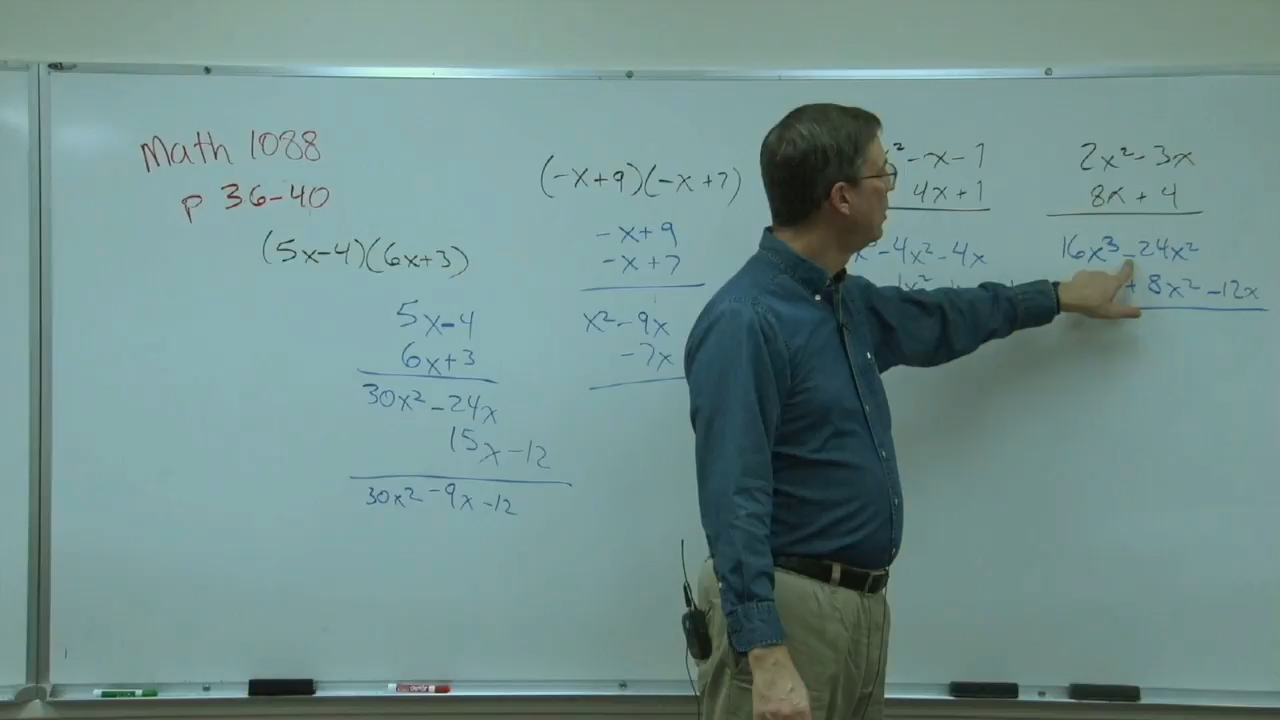 Math 1088
p 36-40
(5x-4)(6x+3)
5x-4
6x+3
30x² -24x
15x -12
30x² -9x -12
(-x+9)(-x+7)
-x+9
-x+7
x² -9x
-7x
² -x -1
4x+1
-4x² -4x
2x² -3x
8x + 4
16x³ -24x²
+ 8x² -12x